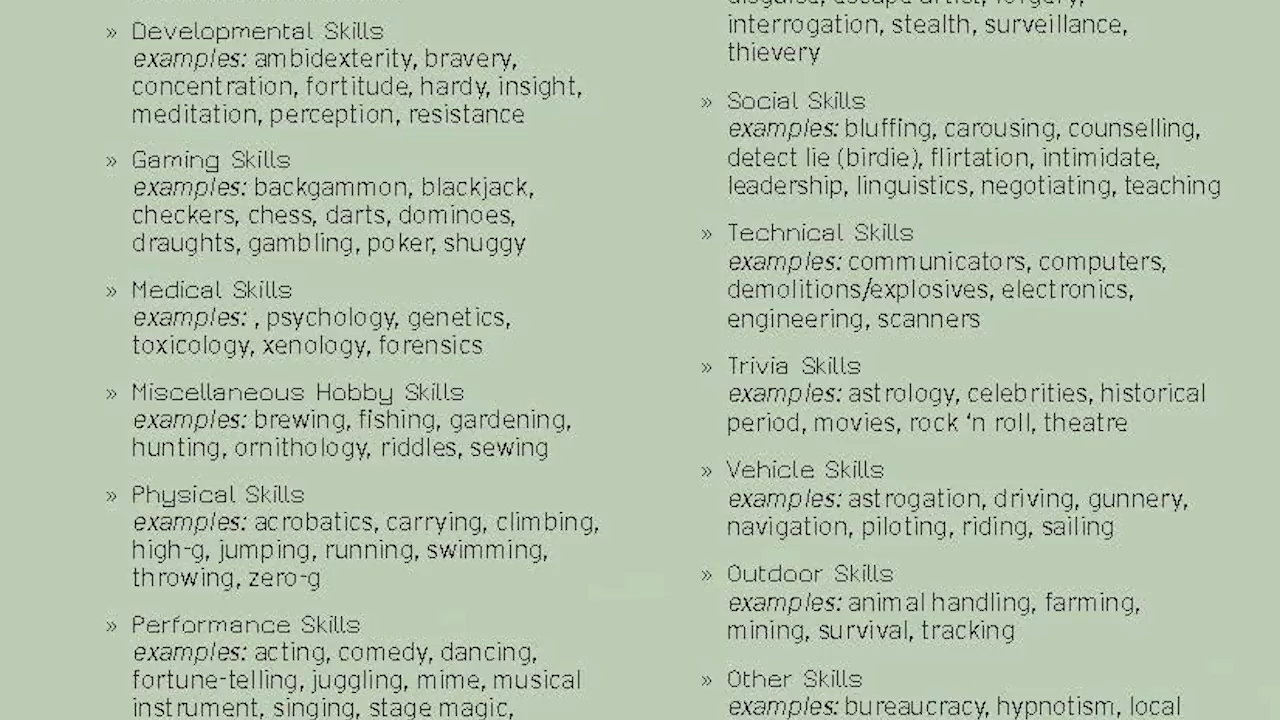 » Developmental Skills
examples: ambidexterity, bravery,
concentration, fortitude, hardy, insight,
meditation, perception, resistance
» Gaming Skills
examples: backgammon, blackjack,
checkers, chess, darts, dominoes,
draughts, gambling, poker, shuggy
» Medical Skills
examples: , psychology, genetics,
toxicology, xenology, forensics
» Miscellaneous Hobby Skills
examples: brewing, fishing, gardening,
hunting, ornithology, riddles, sewing
» Physical Skills
examples: acrobatics, carrying, climbing,
high-g, jumping, running, swimming,
throwing, zero-g
» Performance Skills
examples: acting, comedy, dancing,
fortune-telling, juggling, mime, musical
instrument, singing, stage magic,
disguise, escape artist, forgery,
interrogation, stealth, surveillance,
thievery
» Social Skills
examples: bluffing, carousing, counselling,
detect lie (birdie), flirtation, intimidate,
leadership, linguistics, negotiating, teaching
» Technical Skills
examples: communicators, computers,
demolitions/explosives, electronics,
engineering, scanners
» Trivia Skills
examples: astrology, celebrities, historical
period, movies, rock ‘n roll, theatre
» Vehicle Skills
examples: astrogation, driving, gunnery,
navigation, piloting, riding, sailing
» Outdoor Skills
examples: animal handling, farming,
mining, survival, tracking
» Other Skills
examples: bureaucracy, hypnotism, local